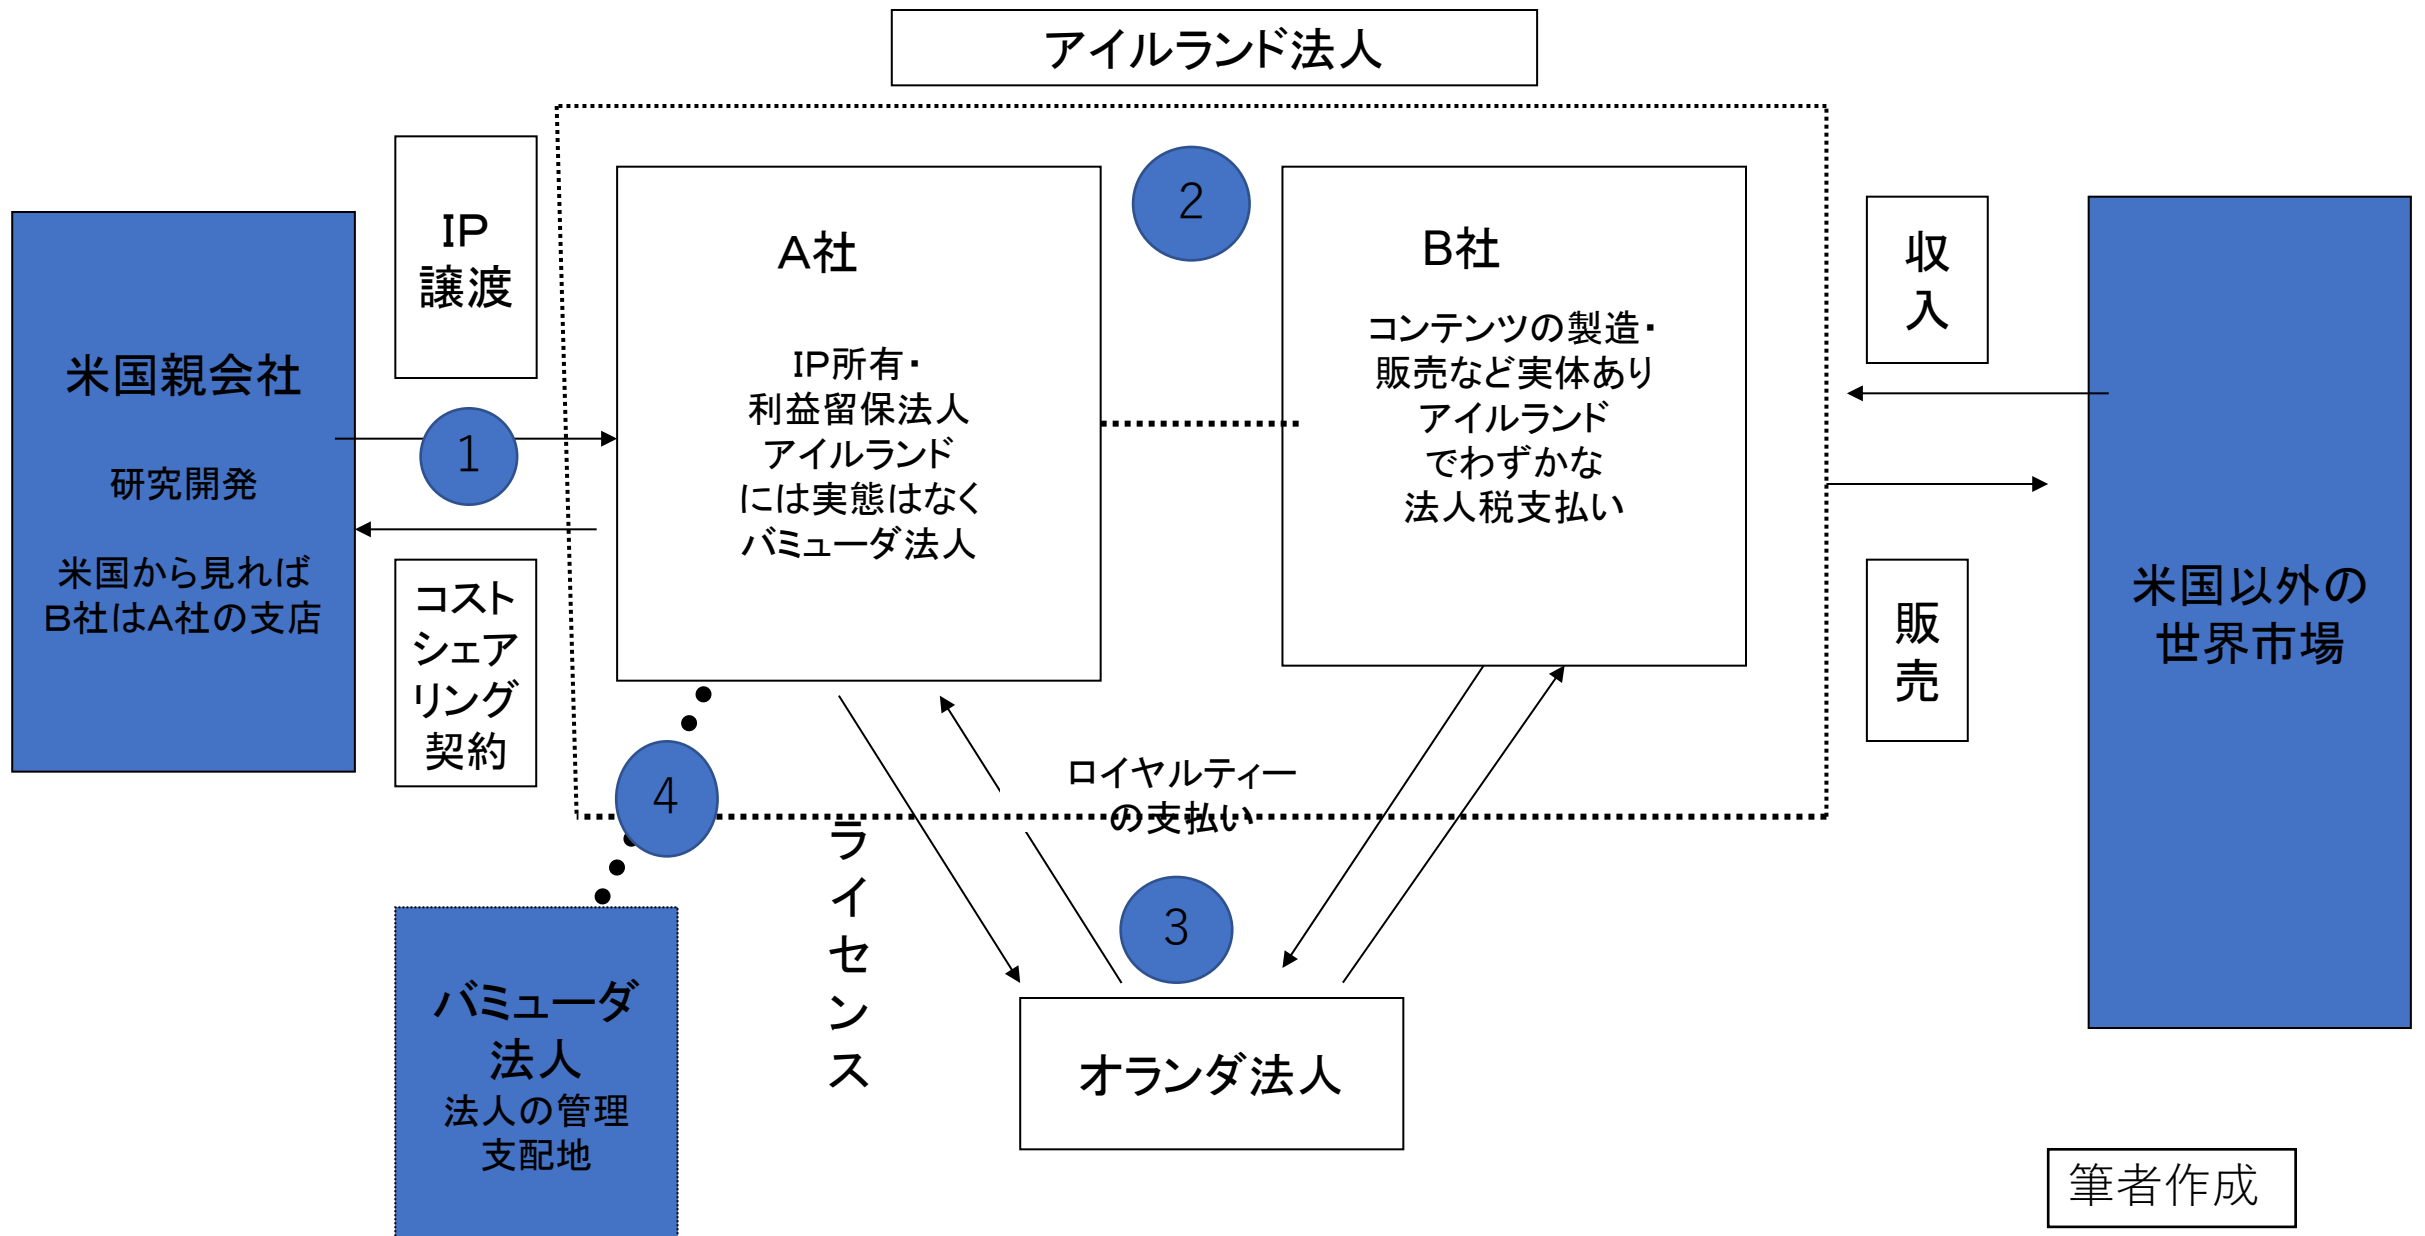 アイルランド法人
IP
譲渡
米国親会社
研究開発
米国から見れば
B社はA社の支店
1
コスト
シェア
リング
契約
A社
IP所有・
利益留保法人
アイルランド
には実態はなく
バミューダ法人
2
B社
コンテンツの製造・
販売など実体あり
アイルランド
でわずかな
法人税支払い
収
入
販
売
米国以外の
世界市場
4
ライセンス
ロイヤルティー
の支払い
3
バミューダ
法人
法人の管理
支配地
オランダ法人
筆者作成